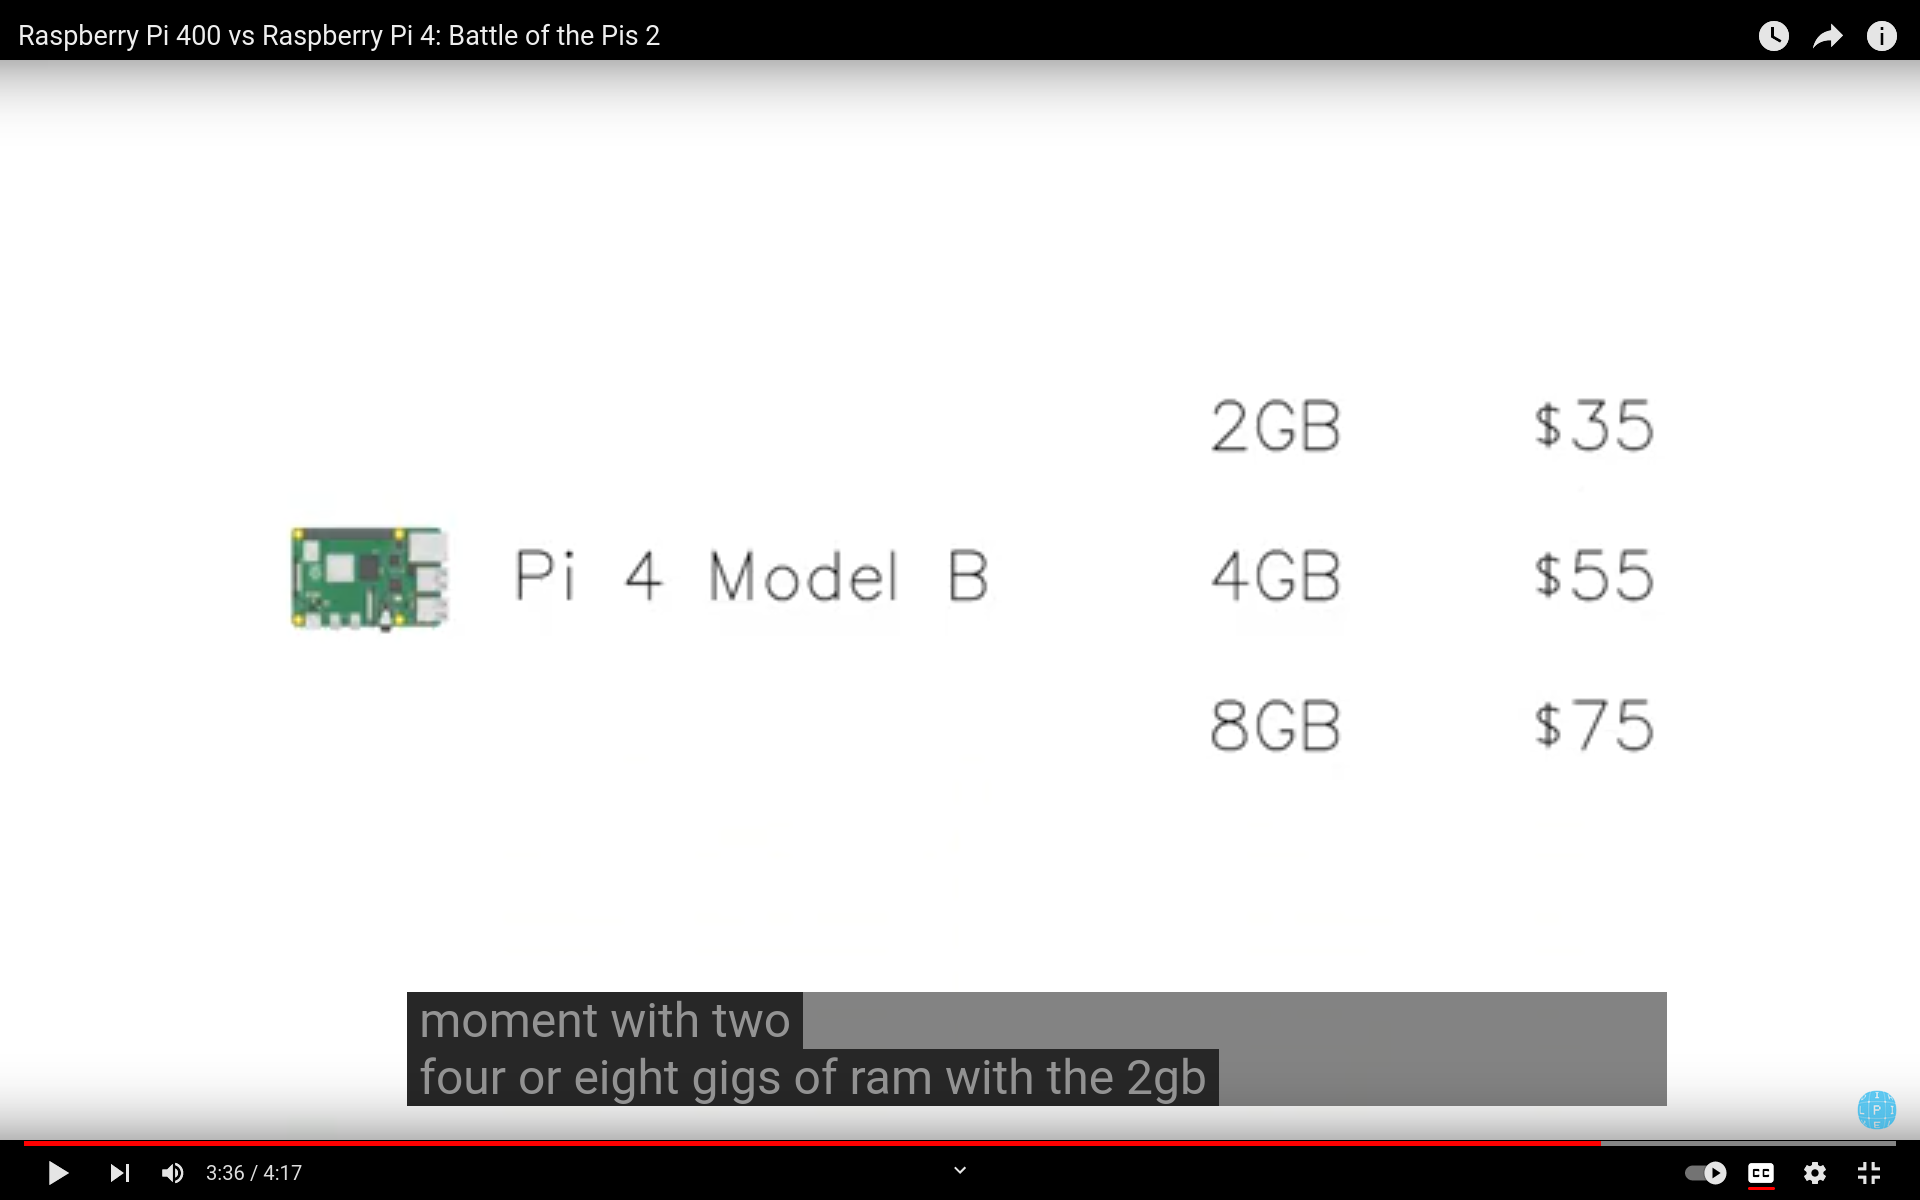 Raspberry Pi 400 vs Raspberry Pi 4: Battle of the Pis 2
2GB $35
Pi 4 Model B 4GB $55
8GB $75
moment with two
four or eight gigs of ram with the 2gb
3:36 / 4:17
CC